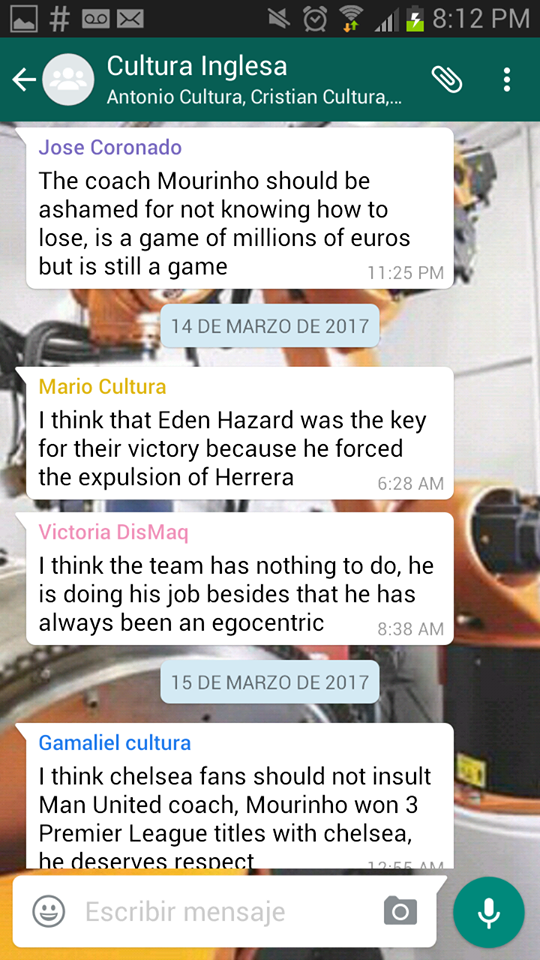 8:12 PM
Cultura Inglesa
Antonio Cultura, Cristian Cultura,...
Jose Coronado
The coach Mourinho should be
ashamed for not knowing how to
lose, is a game of millions of euros
but is still a game
11:25 PM
14 DE MARZO DE 2017
Mario Cultura
I think that Eden Hazard was the key
for their victory because he forced
the expulsion of Herrera
6:28 AM
Victoria DisMaq
I think the team has nothing to do, he
is doing his job besides that he has
always been an egocentric
8:38 AM
15 DE MARZO DE 2017
Gamaliel cultura
I think chelsea fans should not insult
Man United coach, Mourinho won 3
Premier League titles with chelsea,
he deserves respect
12:55 AM
Escribir mensaje